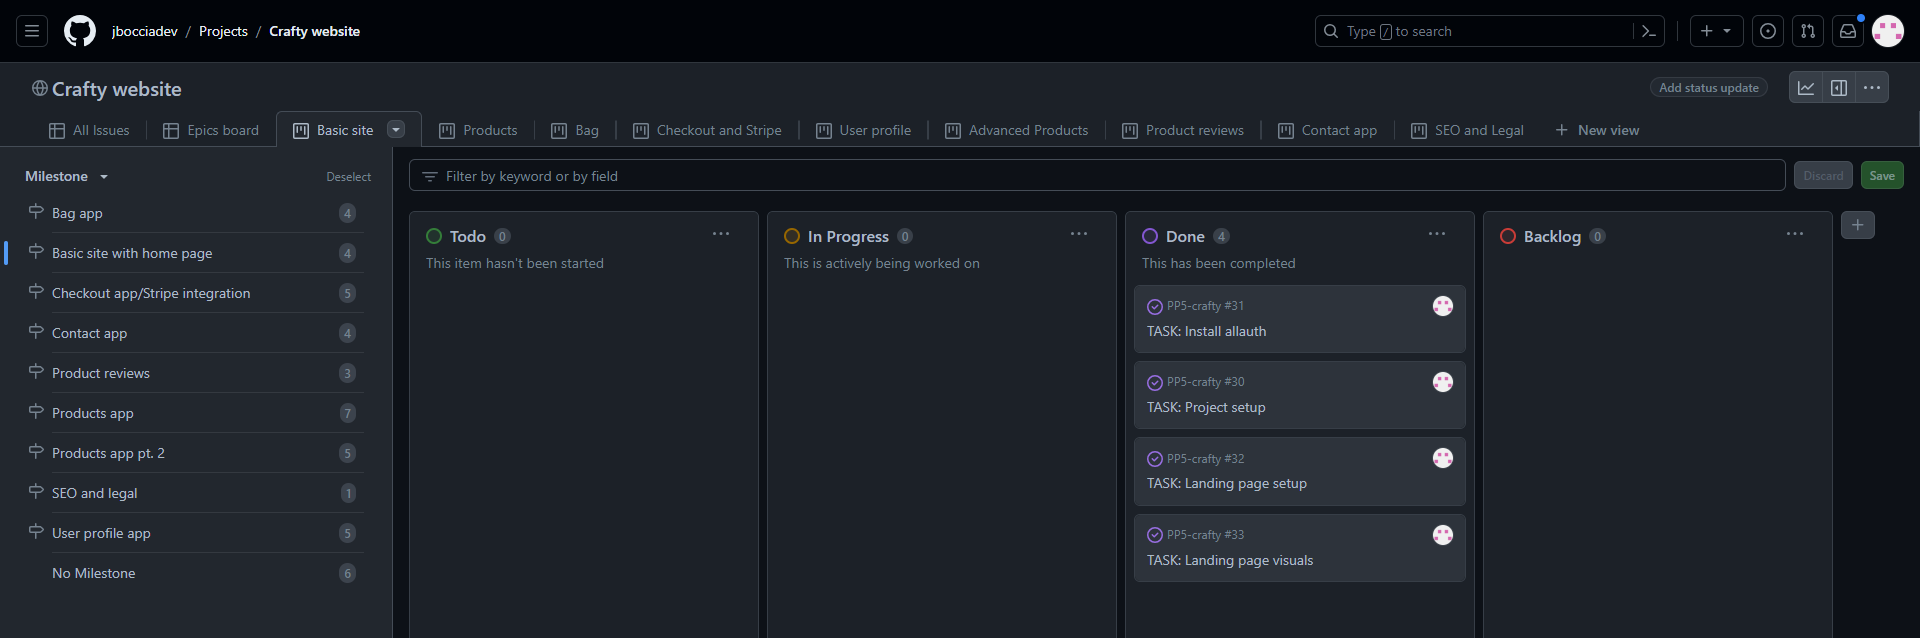 jbocciadev / Projects / Crafty website
Type / to search
Crafty website
Add status update
All Issues
Epics board
Basic site
Products
Bag
Checkout and Stripe
User profile
Advanced Products
Product reviews
Contact app
SEO and Legal
New view
Milestone
Deselect
Bag app 4
Basic site with home page 4
Checkout app/Stripe integration 5
Contact app 4
Product reviews 3
Products app 7
Products app pt. 2 5
SEO and legal 1
User profile app 5
No Milestone 6
Filter by keyword or by field
Discard
Save
Todo 0
This item hasn't been started
In Progress 0
This is actively being worked on
Done 4
This has been completed
PP5-crafty #31
TASK: Install allauth
PP5-crafty #30
TASK: Project setup
PP5-crafty #32
TASK: Landing page setup
PP5-crafty #33
TASK: Landing page visuals
Backlog 0